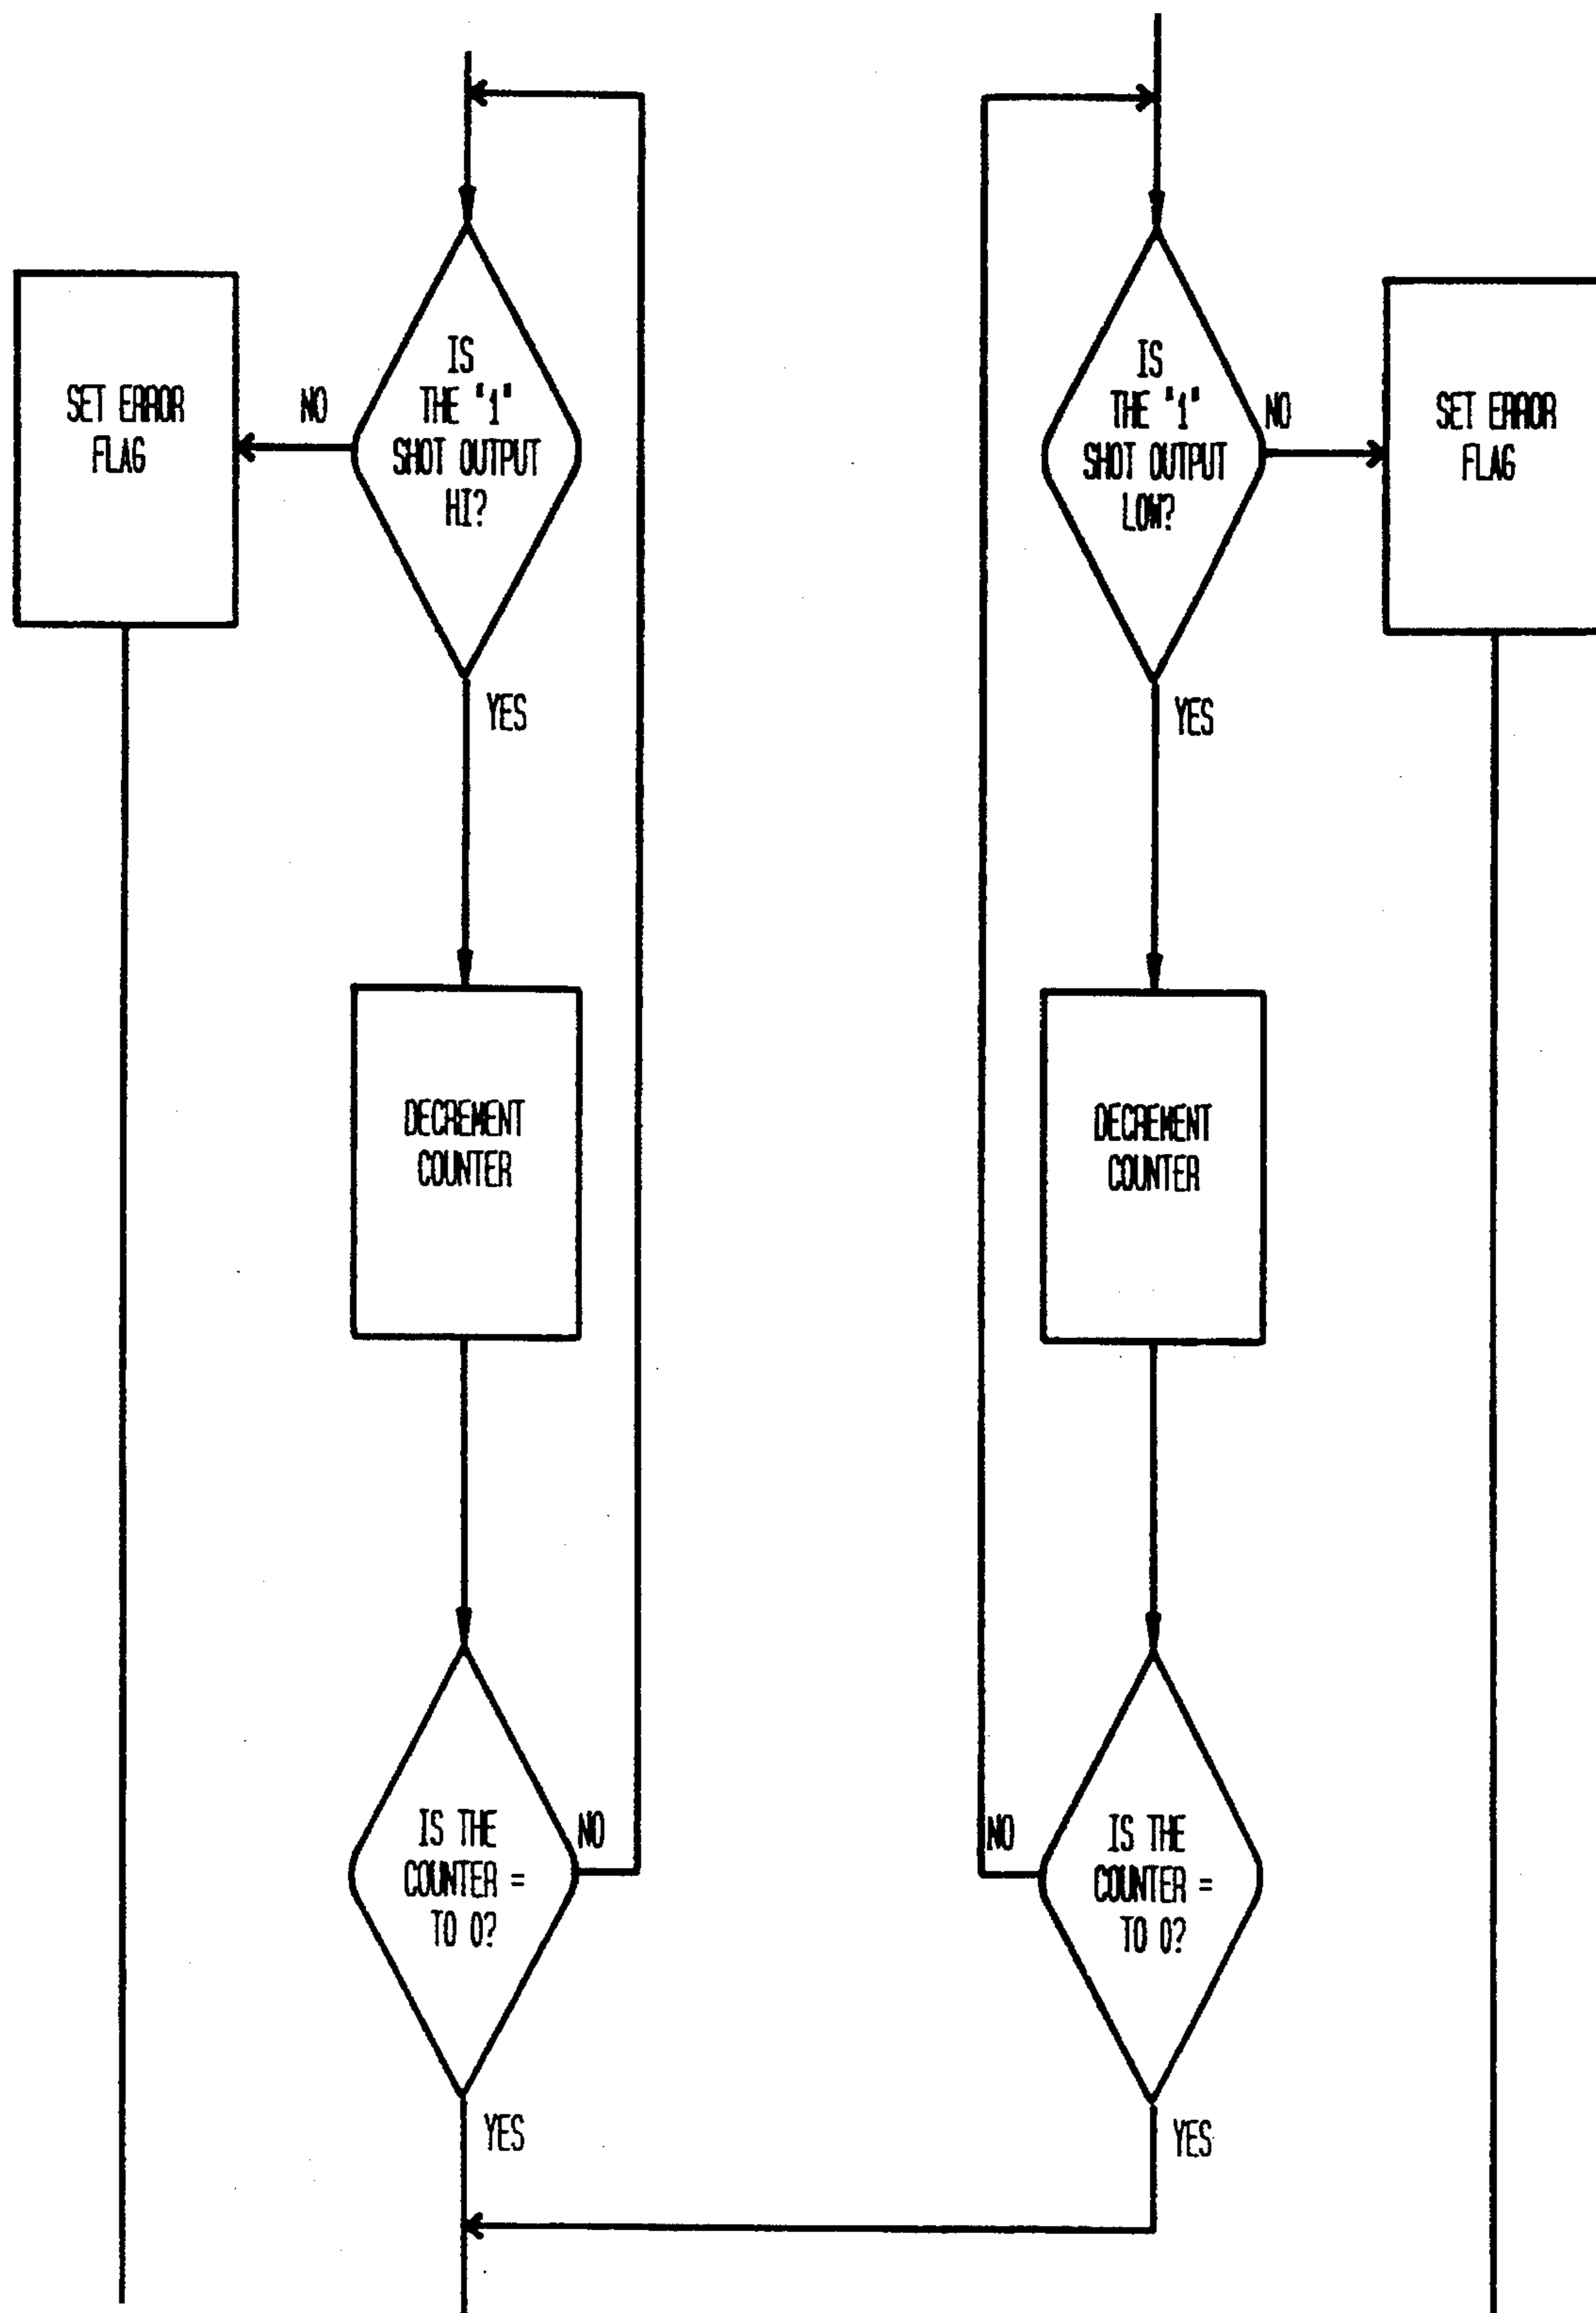 IS
THE "1"
SHOT OUTPUT
HI?
NO
SET ERROR
FLAG
YES
DECREMENT
COUNTER
IS THE
COUNTER =
TO 0?
NO
YES
IS
THE "1"
SHOT OUTPUT
LOW?
NO
SET ERROR
FLAG
YES
DECREMENT
COUNTER
IS THE
COUNTER =
TO 0?
NO
YES